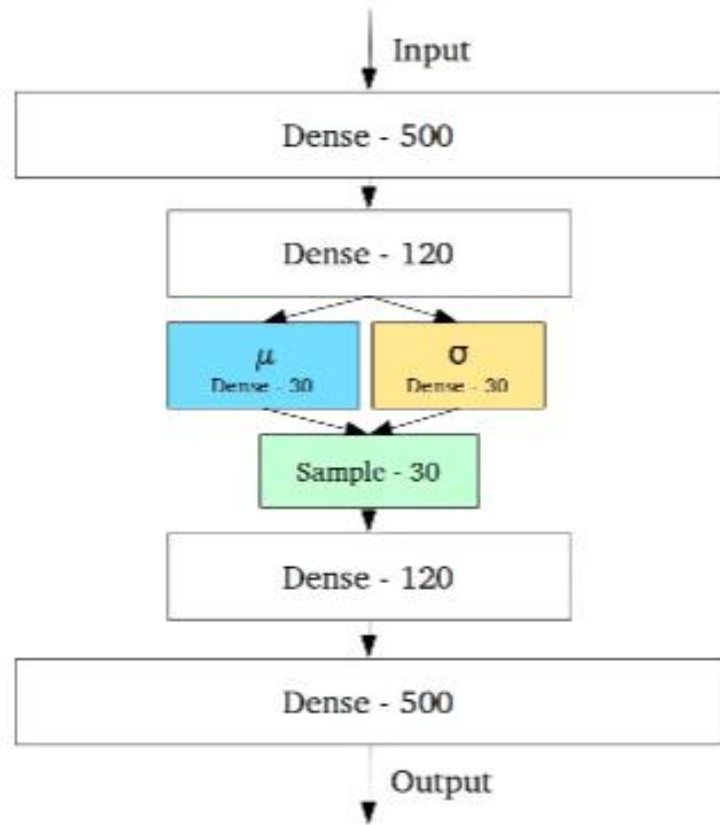 Input
Dense - 500
Dense - 120
μ
Dense - 30
σ
Dense - 30
Sample - 30
Dense - 120
Dense - 500
Output